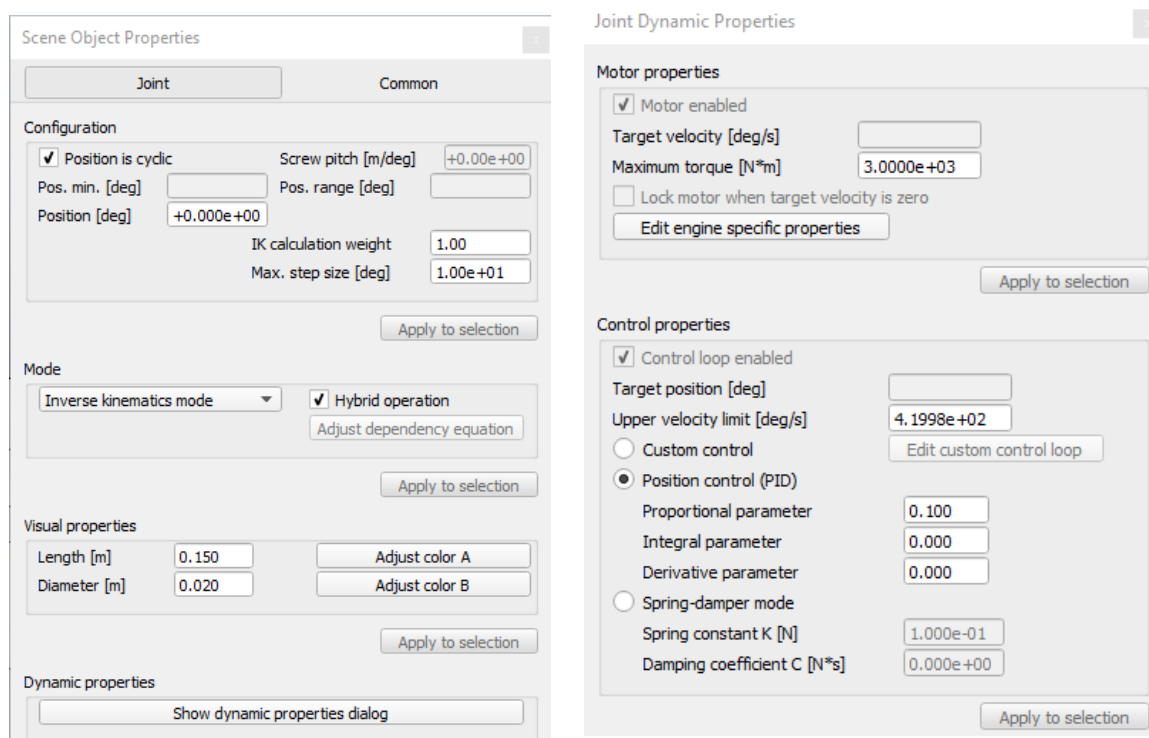 Scene Object Properties
x
Joint
Common
Configuration
Position is cyclic
Screw pitch [m/deg]
+0.00e+00
Pos. min. [deg]
Pos. range [deg]
Position [deg]
+0.000e+00
IK calculation weight
1.00
Max. step size [deg]
1.00e+01
Apply to selection
Mode
Inverse kinematics mode
Hybrid operation
Adjust dependency equation
Apply to selection
Visual properties
Length [m]
0.150
Adjust color A
Diameter [m]
0.020
Adjust color B
Apply to selection
Dynamic properties
Show dynamic properties dialog
Joint Dynamic Properties
Motor properties
Motor enabled
Target velocity [deg/s]
Maximum torque [N*m]
3.0000e+03
Lock motor when target velocity is zero
Edit engine specific properties
Apply to selection
Control properties
Control loop enabled
Target position [deg]
Upper velocity limit [deg/s]
4.1998e+02
Custom control
Edit custom control loop
Position control (PID)
Proportional parameter
0.100
Integral parameter
0.000
Derivative parameter
0.000
Spring-damper mode
Spring constant K [N]
1.000e-01
Damping coefficient C [N*s]
0.000e+00
Apply to selection